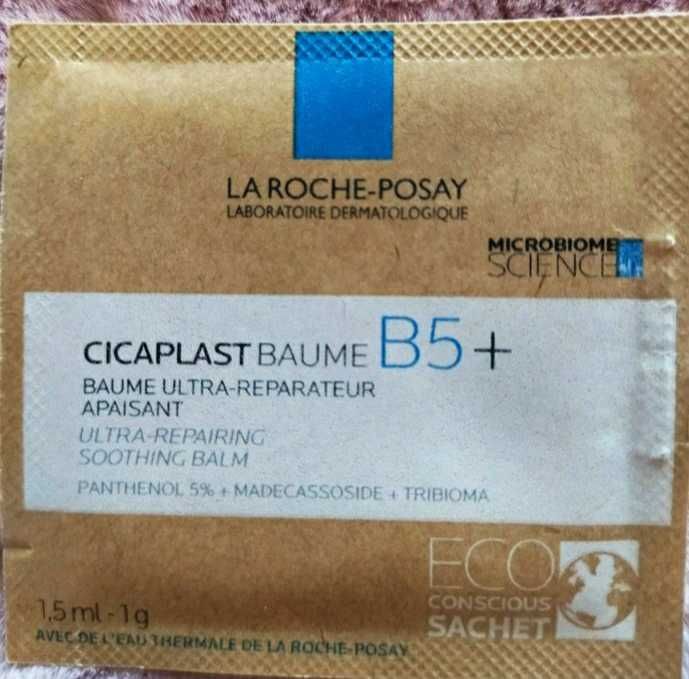 LA ROCHE-POSAY
LABORATOIRE DERMATOLOGIQUE
MICROBIOME
SCIENCE
CICAPLAST BAUME B5+
BAUME ULTRA-REPARATEUR
APAISANT
ULTRA-REPAIRING
SOOTHING BALM
PANTHENOL 5% + MADECASSOSIDE + TRIBIOMA
ECO
CONSCIOUS
SACHET
1,5 ml - 1g
AVEC DE L'EAU THERMALE DE LA ROCHE-POSAY